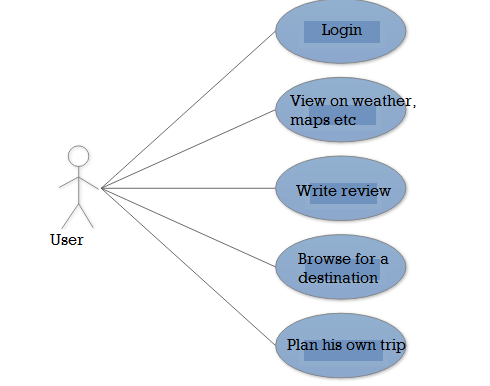 Login
View on weather,
maps etc
Write review
User
Browse for a
destination
Plan his own trip